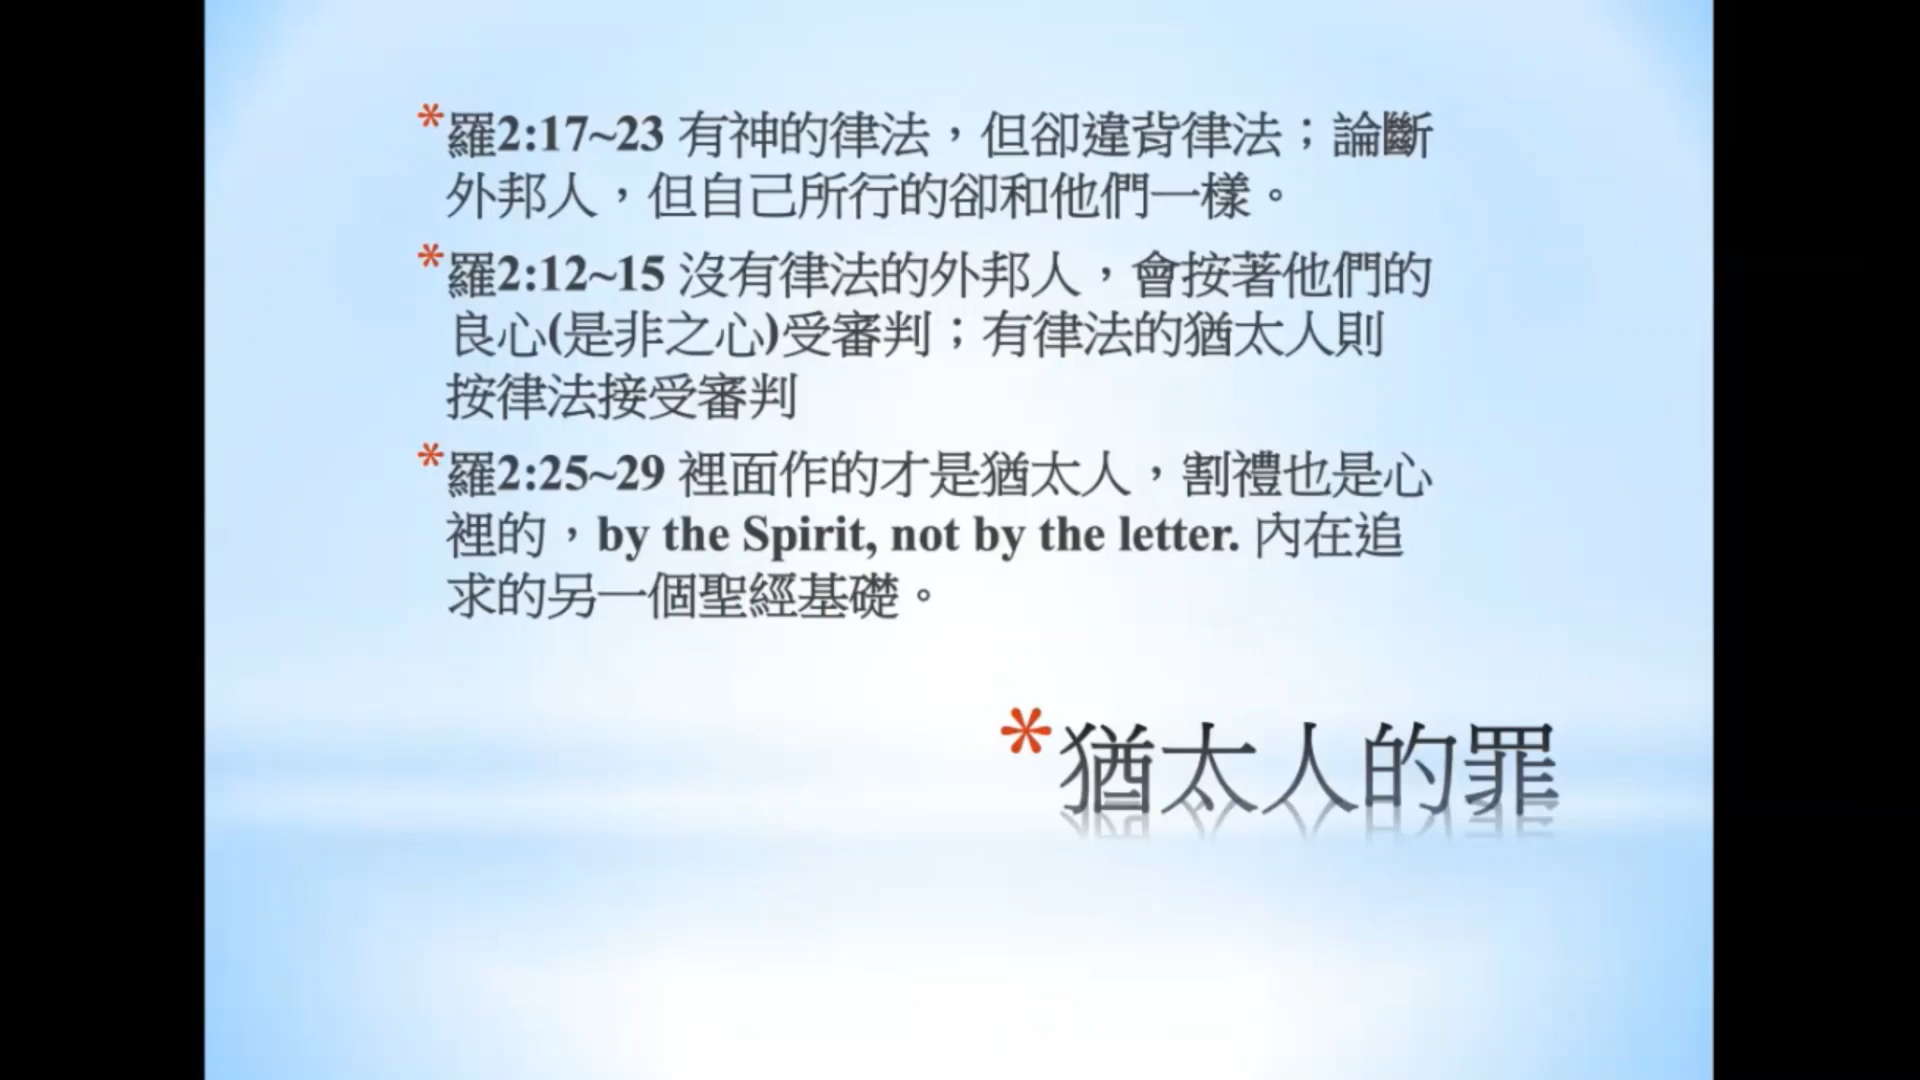 *羅2:17~23 有神的律法，但卻違背律法；論斷
外邦人，但自己所行的卻和他們一樣。
*羅2:12~15 沒有律法的外邦人，會按著他們的
良心(是非之心)受審判；有律法的猶太人則
按律法接受審判
*羅2:25~29 裡面作的才是猶太人，割禮也是心
裡的，by the Spirit, not by the letter. 內在追
求的另一個聖經基礎。
*猶太人的罪